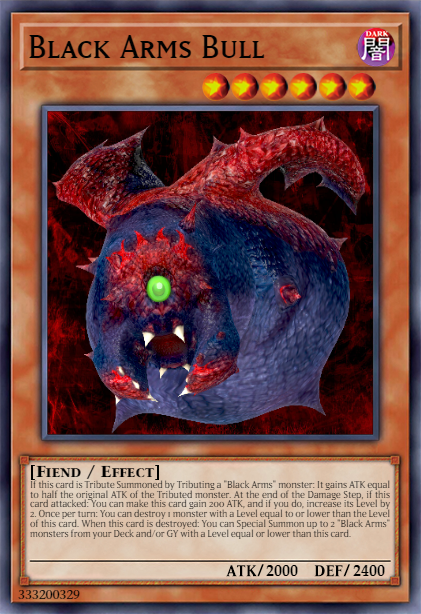 Black Arms Bull
DARK
闇
[Fiend / Effect]
If this card is Tribute Summoned by Tributing a "Black Arms" monster: It gains ATK equal
to half the original ATK of the Tributed monster. At the end of the Damage Step, if this
card attacked: You can make this card gain 200 ATK, and if you do, increase its Level by
2. Once per turn: You can destroy 1 monster with a Level equal to or lower than the Level
of this card. When this card is destroyed: You can Special Summon up to 2 "Black Arms"
monsters from your Deck and/or GY with a Level equal or lower than this card.
ATK/2000 DEF/2400
333200329